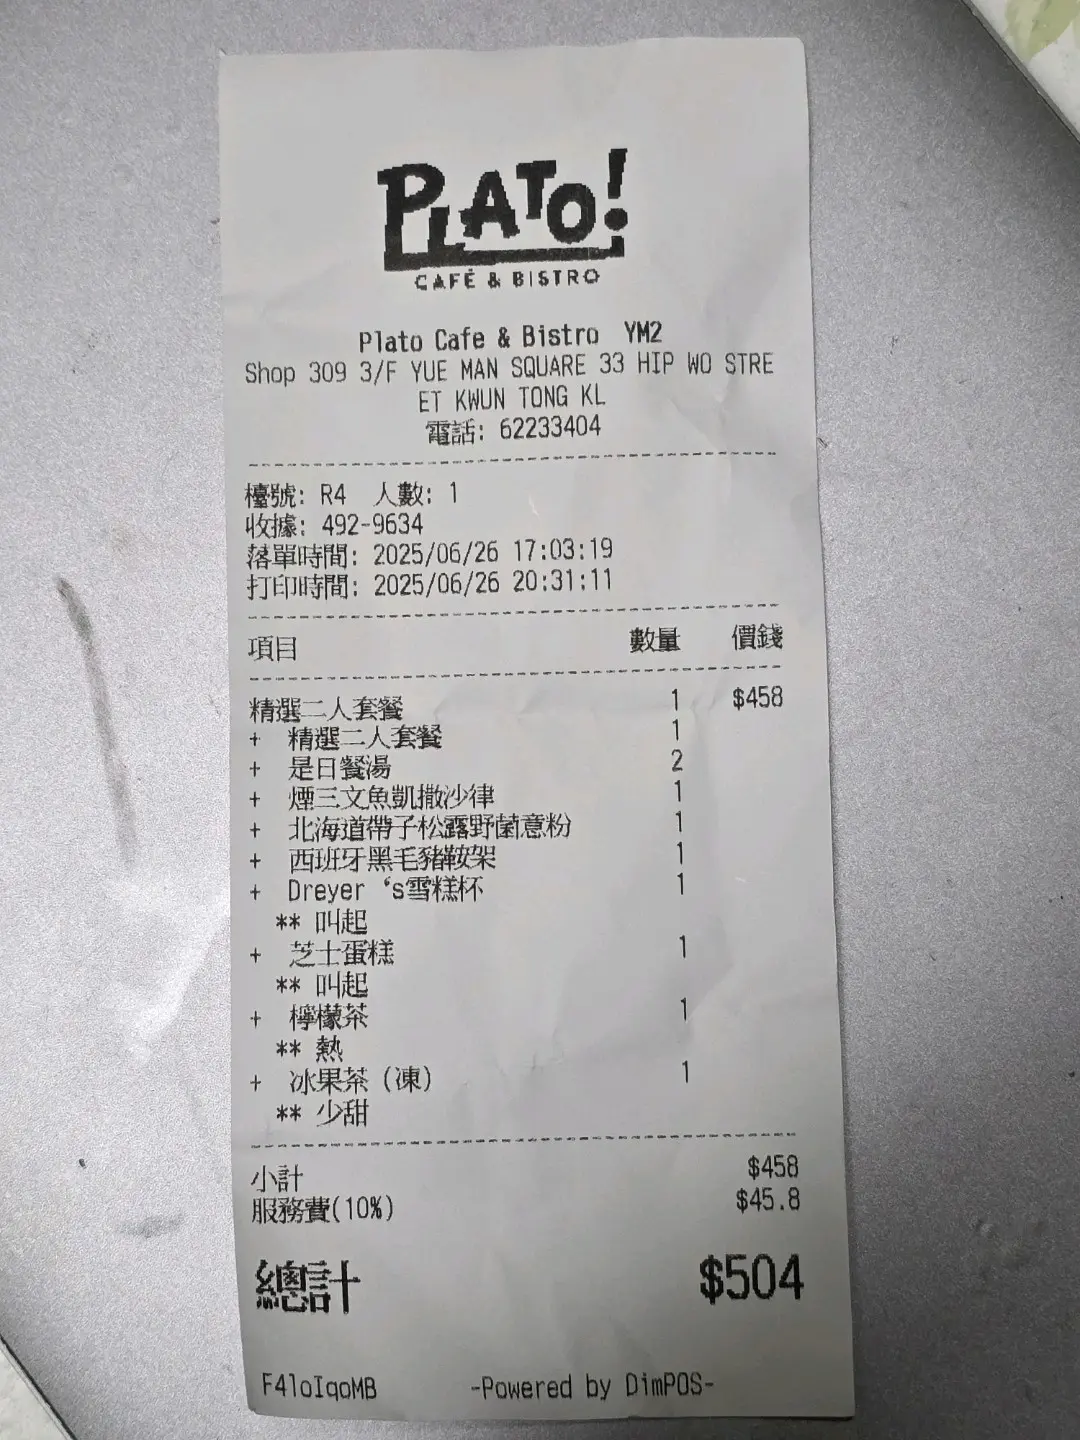 PLATO!
CAFÉ & BISTRO
Plato Cafe & Bistro YM2
Shop 309 3/F YUE MAN SQUARE 33 HIP WO STRE
ET KWUN TONG KL
電話: 62233404
檯號: R4 人數: 1
收據: 492-9634
落單時間: 2025/06/26 17:03:19
打印時間: 2025/06/26 20:31:11
項目 數量 價錢
精選二人套餐 1 $458
+ 精選二人套餐 1
+ 是日餐湯 2
+ 煙三文魚凱撒沙律 1
+ 北海道帶子松露野菌意粉 1
+ 西班牙黑毛豬鞍架 1
+ Dreyer ‘s雪糕杯 1
** 叫起
+ 芝士蛋糕 1
** 叫起
+ 檸檬茶 1
** 熱
+ 冰果茶 (凍) 1
** 少甜
小計 $458
服務費(10%) $45.8
總計 $504
F4loIqoMB -Powered by DimPOS-